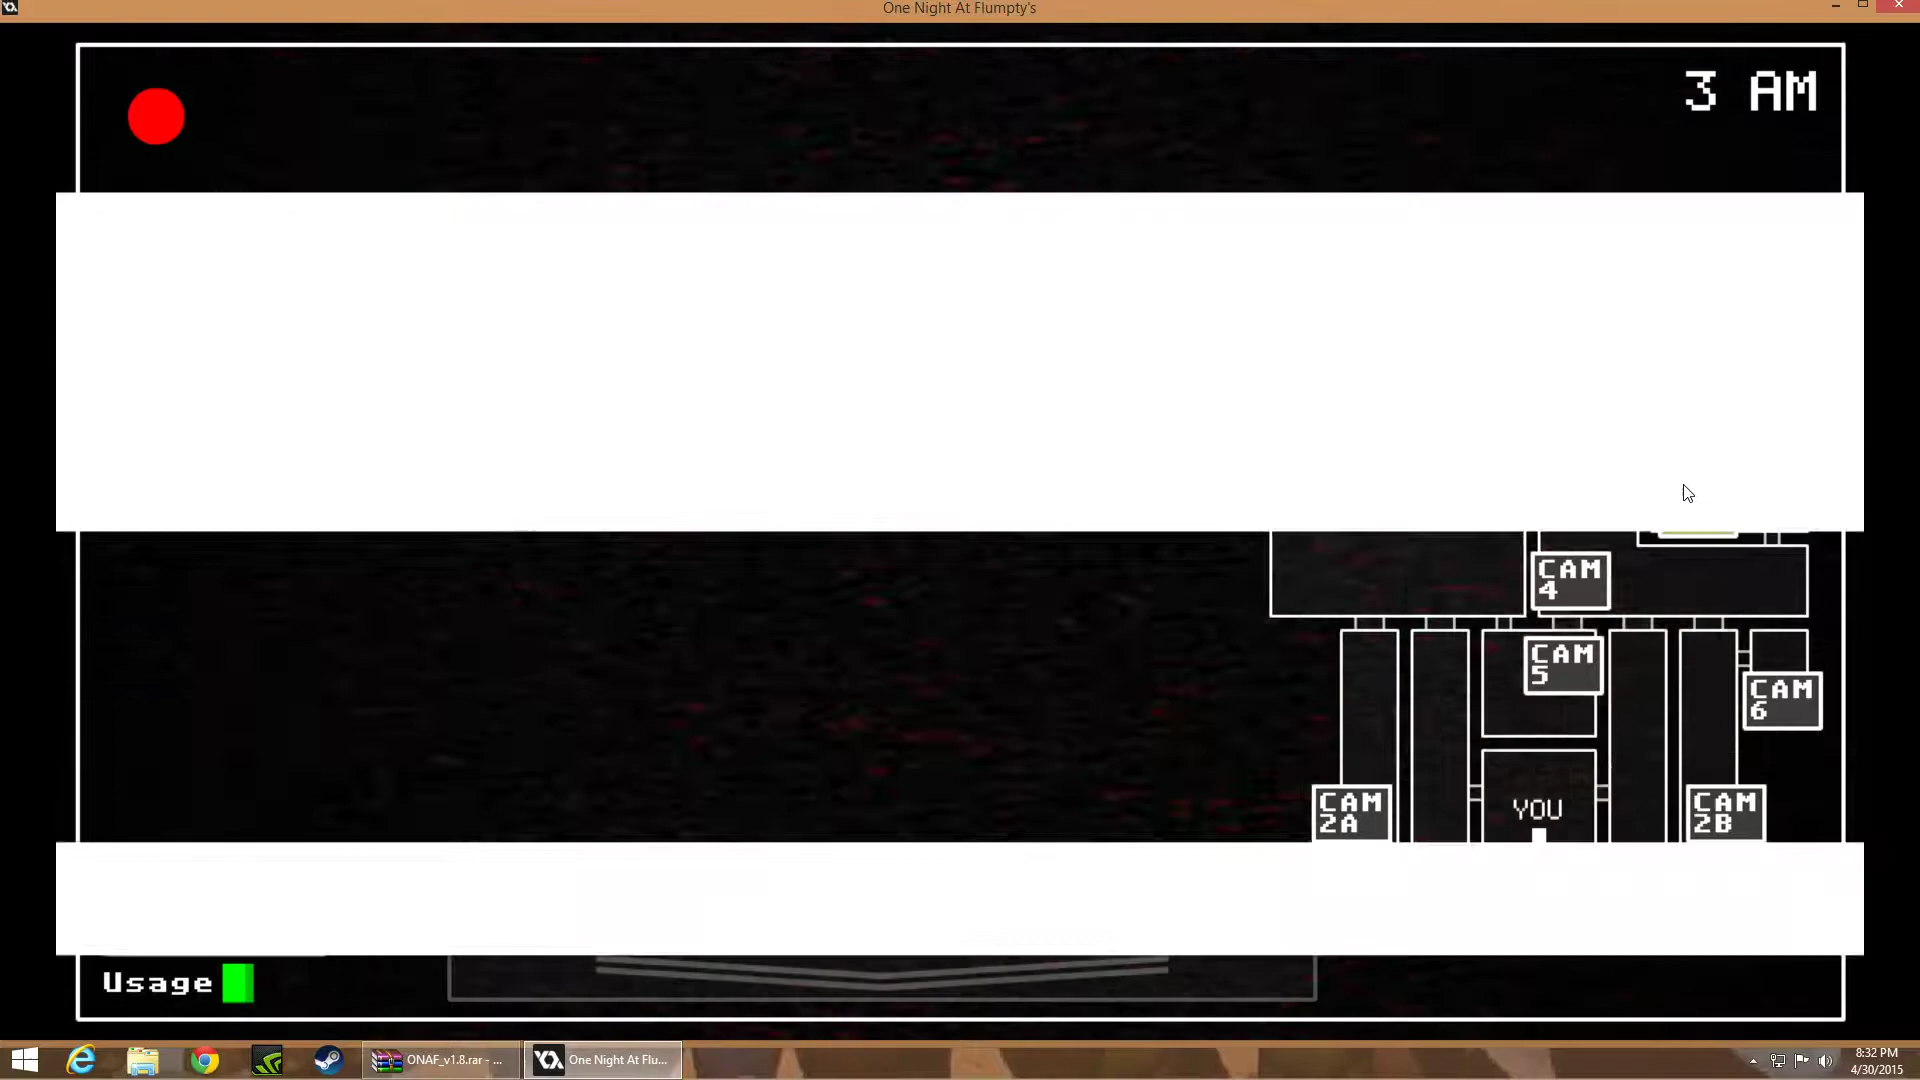 One Night At Flumpty's
3 AM
CAM
4
CAM
5
CAM
6
CAM
2A
YOU
CAM
2B
Usage
ONAF_v1.8.rar - ...
One Night At Flu...
8:32 PM
4/30/2015